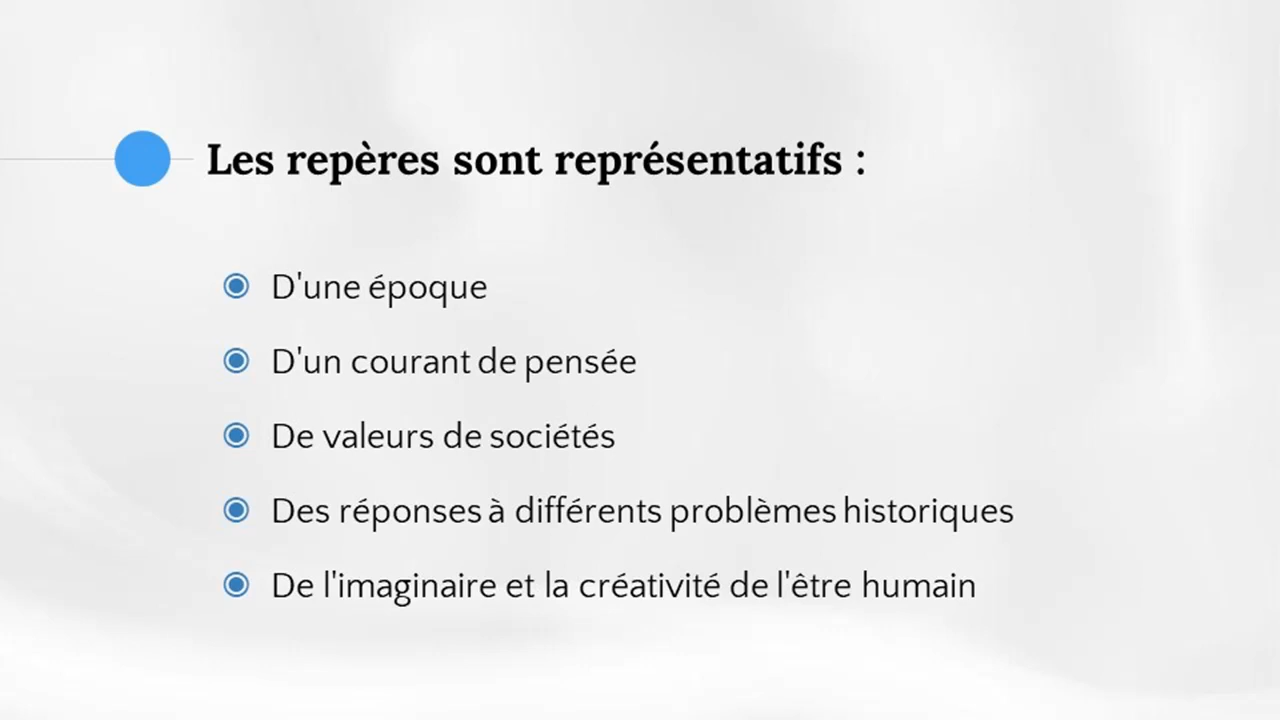 Les repères sont représentatifs :
D'une époque
D'un courant de pensée
De valeurs de sociétés
Des réponses à différents problèmes historiques
De l'imaginaire et la créativité de l'être humain